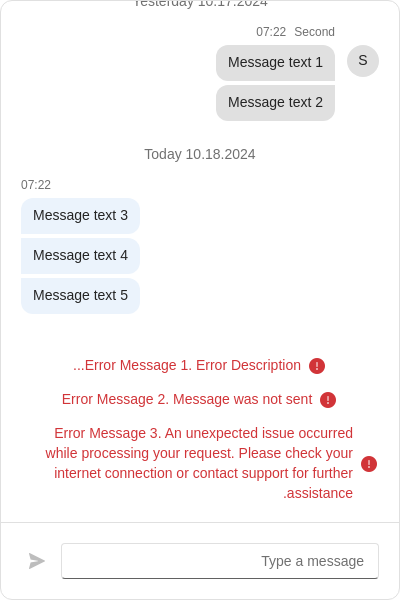 Yesterday 10.17.2024
07:22 Second
Message text 1
S
Message text 2
Today 10.18.2024
07:22
Message text 3
Message text 4
Message text 5
...Error Message 1. Error Description
Error Message 2. Message was not sent
Error Message 3. An unexpected issue occurred
while processing your request. Please check your
internet connection or contact support for further
.assistance
Type a message